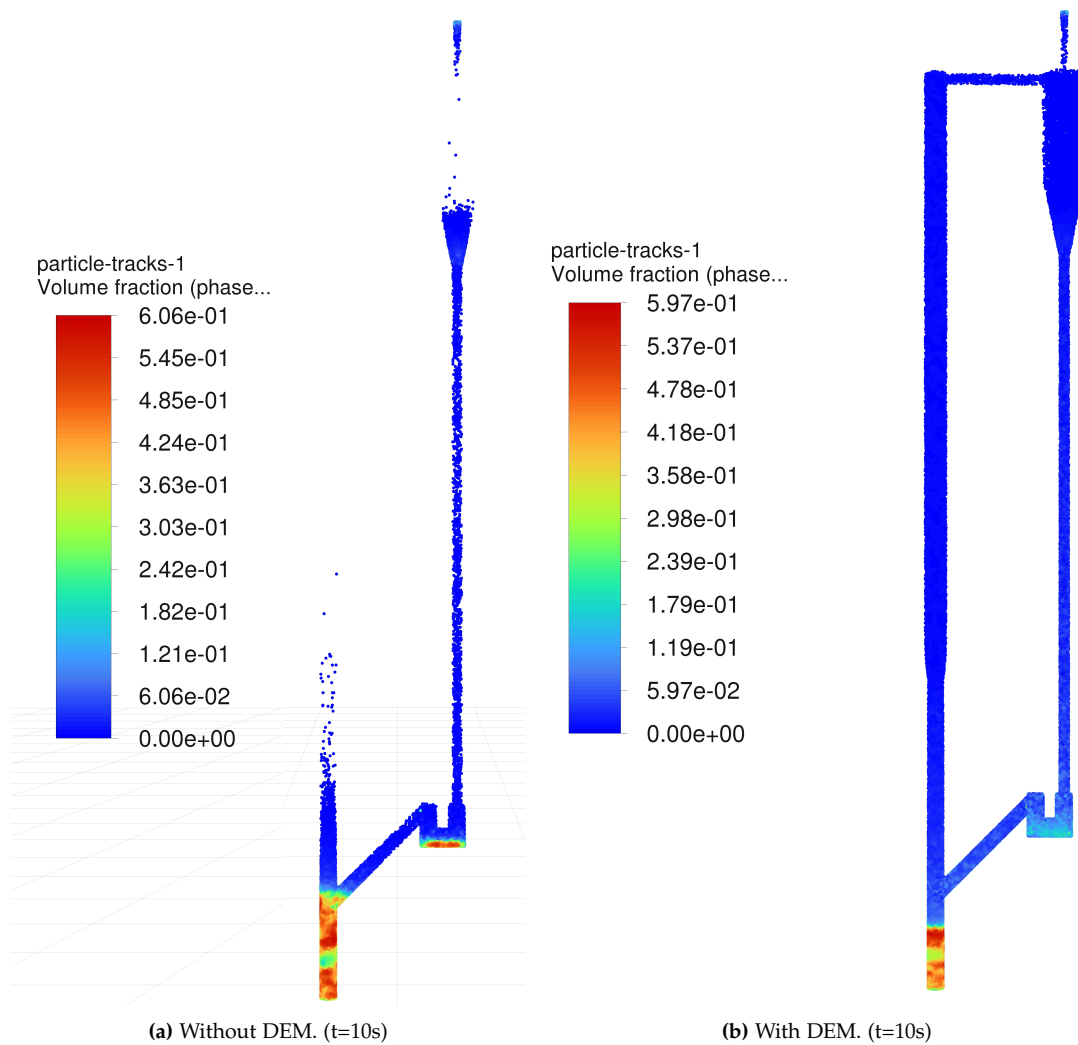 particle-tracks-1
Volume fraction (phase...
6.06e-01
5.45e-01
4.85e-01
4.24e-01
3.63e-01
3.03e-01
2.42e-01
1.82e-01
1.21e-01
6.06e-02
0.00e+00
(a) Without DEM. (t=10s)
particle-tracks-1
Volume fraction (phase...
5.97e-01
5.37e-01
4.78e-01
4.18e-01
3.58e-01
2.98e-01
2.39e-01
1.79e-01
1.19e-01
5.97e-02
0.00e+00
(b) With DEM. (t=10s)